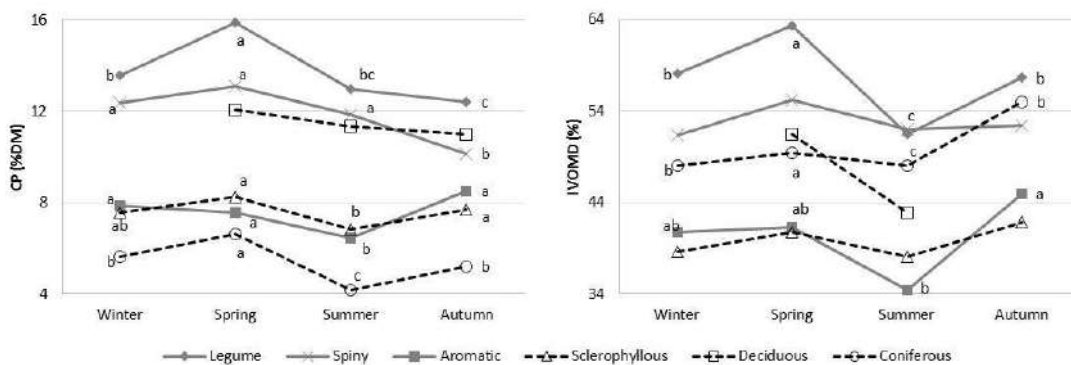 16
12
8
4
CP (%DM)
b
a
bc
c
a
a
a
b
a
a
b
a
ab
a
b
a
b
a
c
b
Winter
Spring
Summer
Autumn
64
54
44
34
IVOMD (%)
b
a
c
b
b
a
c
b
ab
ab
b
a
Winter
Spring
Summer
Autumn
Legume
Spiny
Aromatic
Sclerophyllous
Deciduous
Coniferous